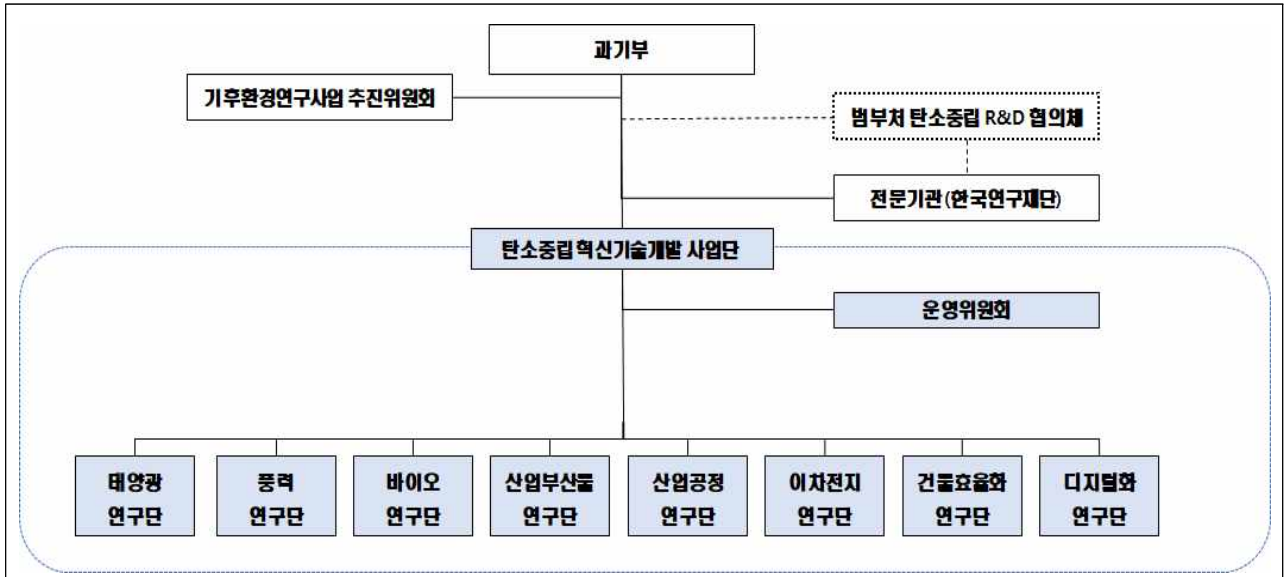 과기부
기후환경연구사업 추진위원회
범부처 탄소중립 R&D 협의체
전문기관(한국연구재단)
탄소중립혁신기술개발 사업단
운영위원회
태양광
연구단
풍력
연구단
바이오
연구단
산업부산물
연구단
산업공정
연구단
이차전지
연구단
건물효율화
연구단
디지털화
연구단